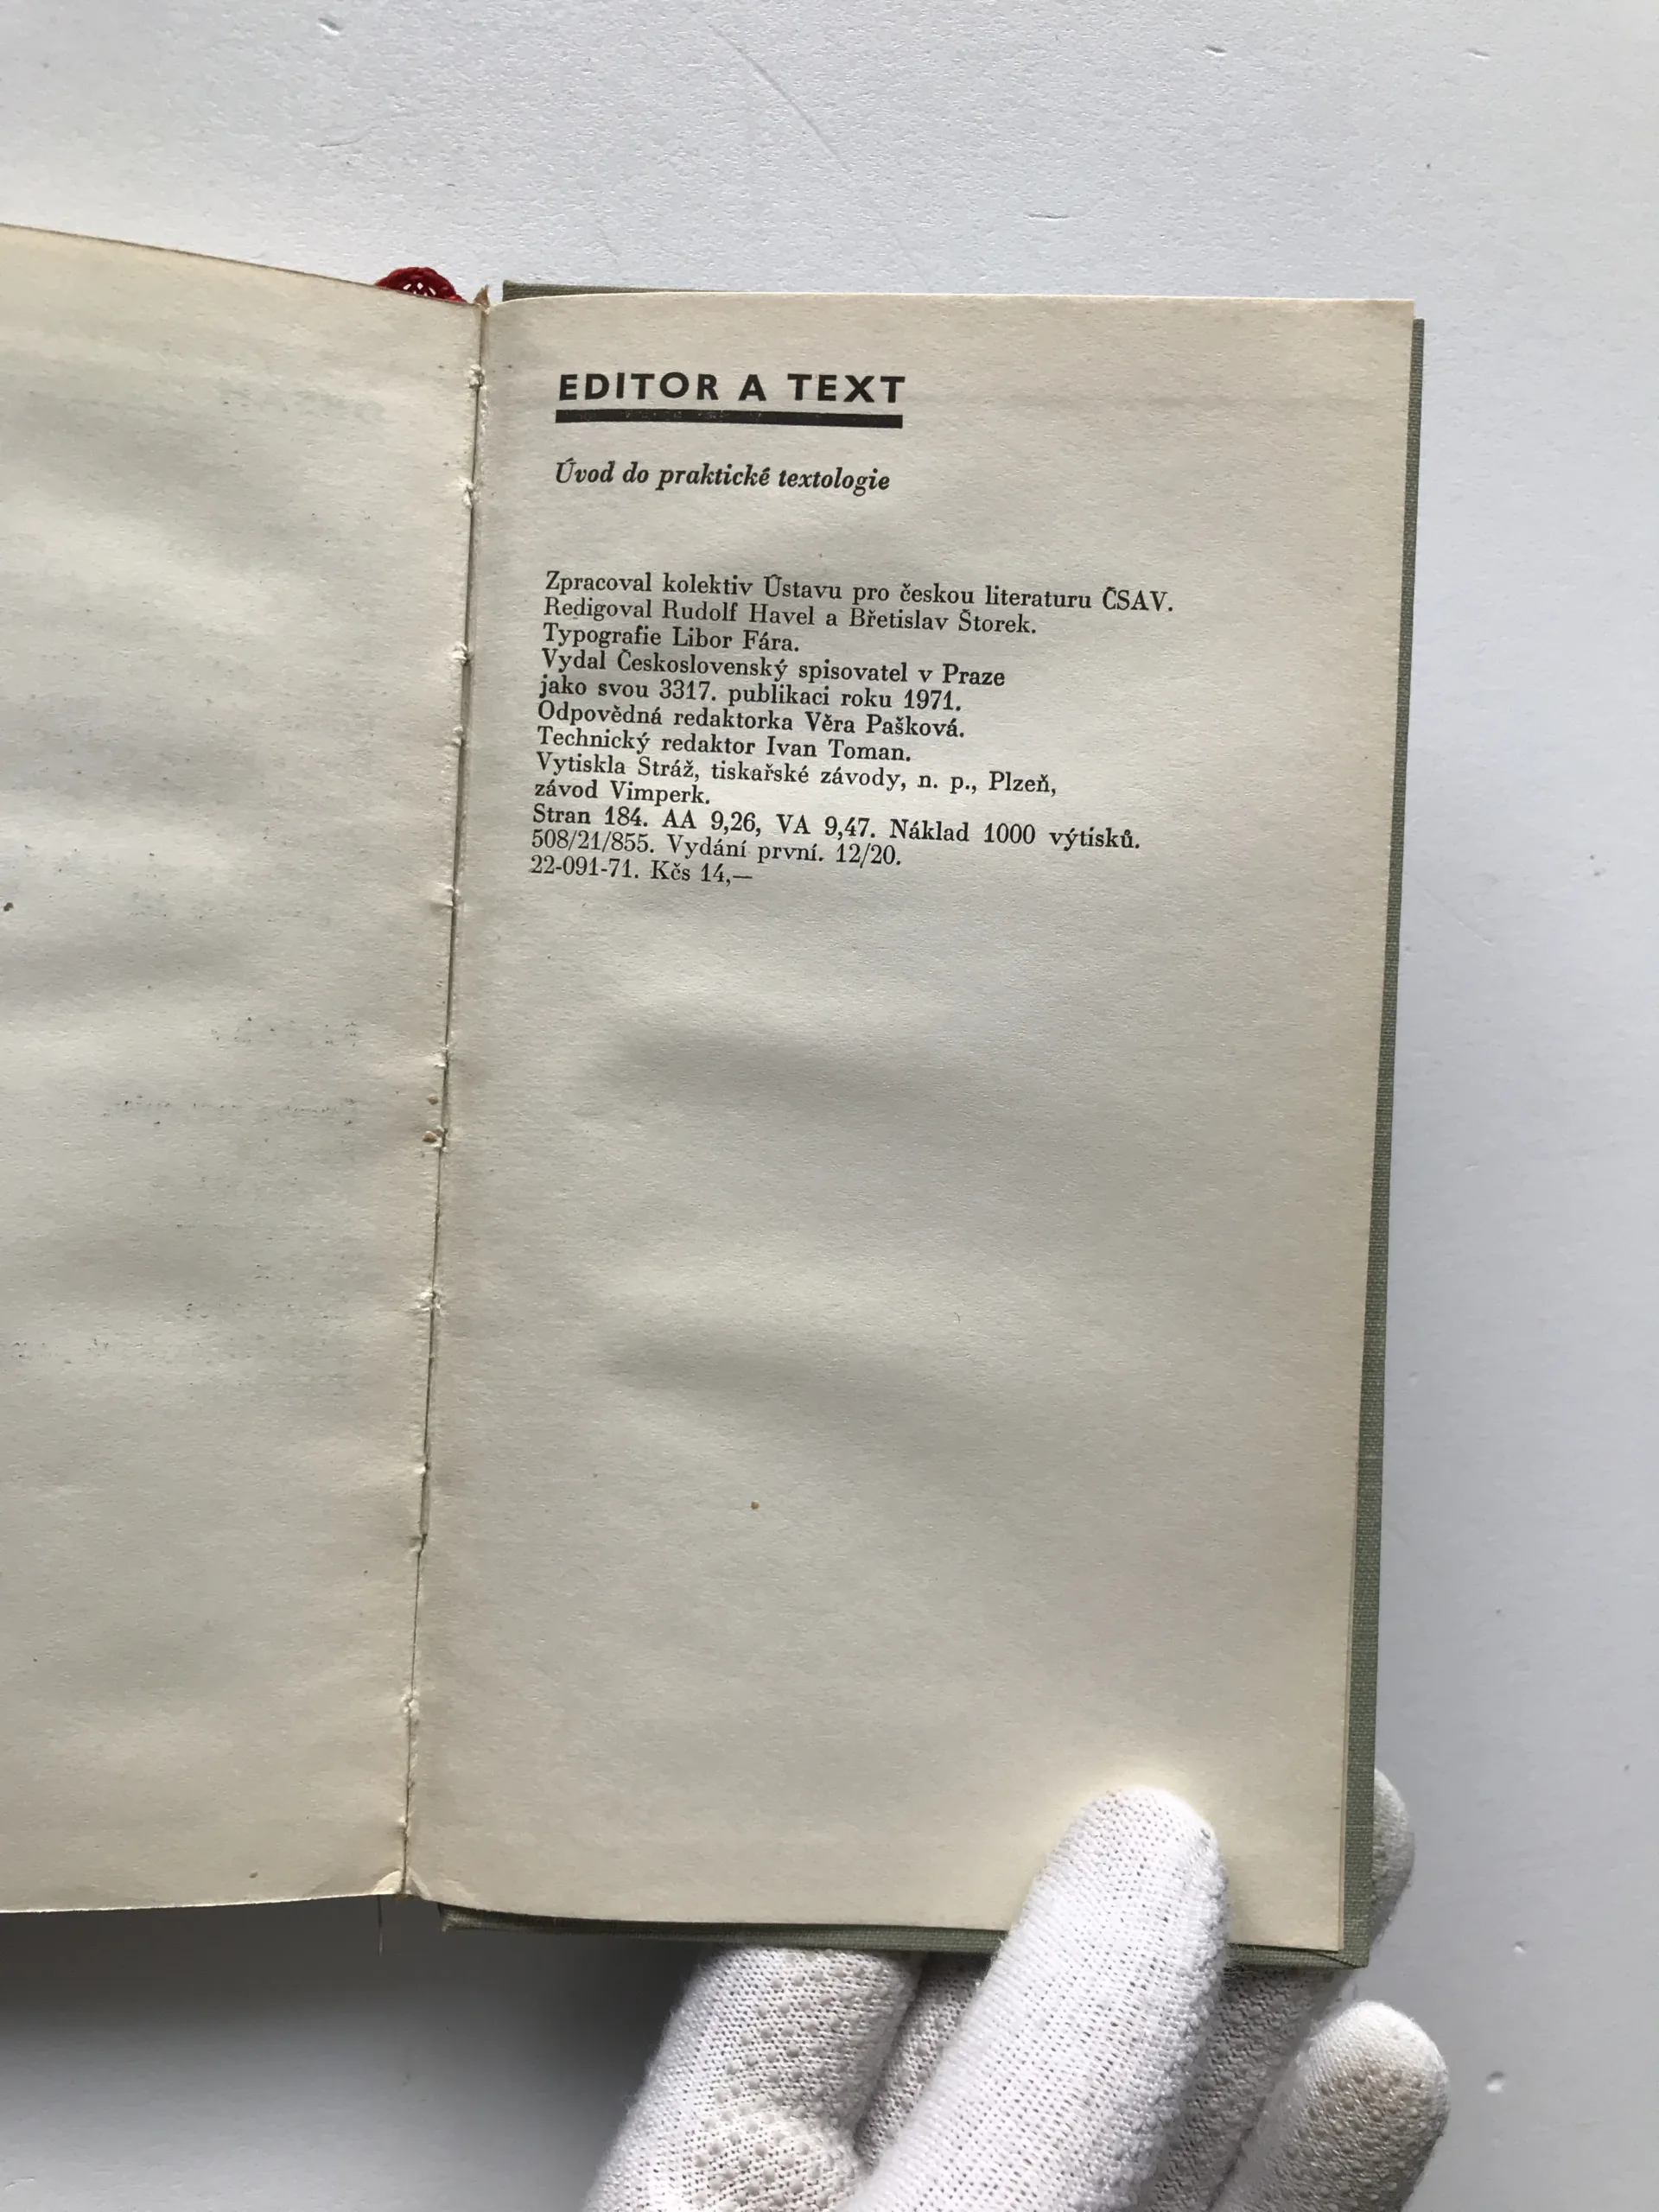 EDITOR A TEXT
Úvod do praktické textologie
Zpracoval kolektiv Ústavu pro českou literaturu ČSAV.
Redigoval Rudolf Havel a Břetislav Štorek.
Typografie Libor Fára.
Vydal Československý spisovatel v Praze
jako svou 3317. publikaci roku 1971.
Odpovědná redaktorka Věra Pašková.
Technický redaktor Ivan Toman.
Vytiskla Stráž, tiskařské závody, n. p., Plzeň,
závod Vimperk.
Stran 184. AA 9,26, VA 9,47. Náklad 1000 výtisků.
508/21/855. Vydání první. 12/20.
22-091-71. Kčs 14,—